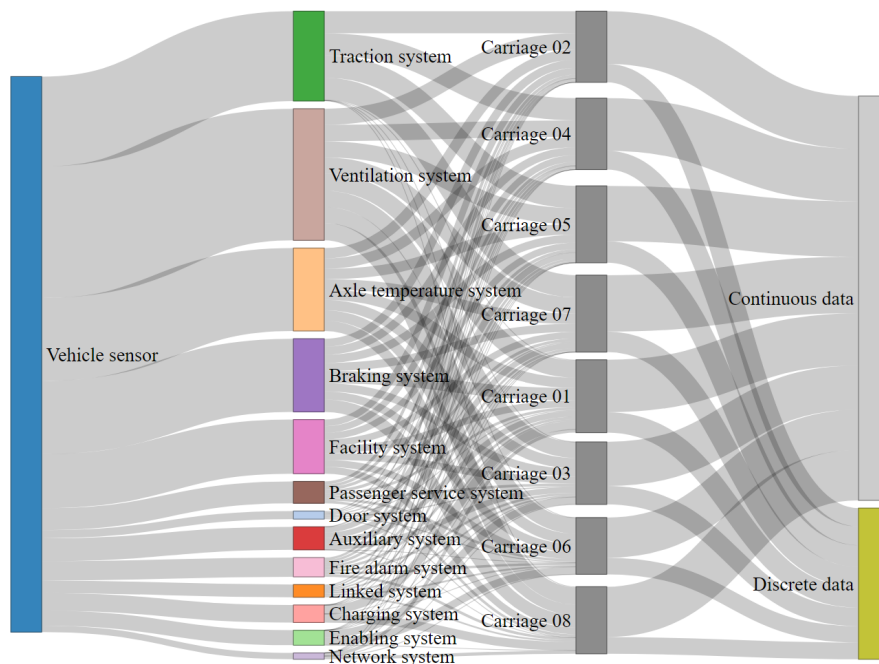 Vehicle sensor
Traction system
Ventilation system
Axle temperature system
Braking system
Facility system
Passenger service system
Door system
Auxiliary system
Fire alarm system
Linked system
Charging system
Enabling system
Network system
Carriage 02
Carriage 04
Carriage 05
Carriage 07
Carriage 01
Carriage 03
Carriage 06
Carriage 08
Continuous data
Discrete data